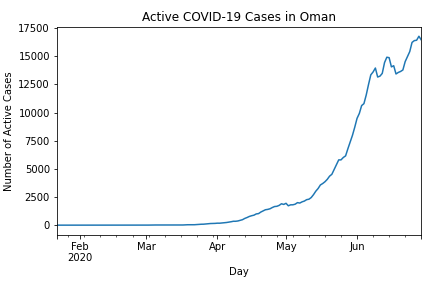 Active COVID-19 Cases in Oman
Number of Active Cases
17500
15000
12500
10000
7500
5000
2500
0
Feb
2020
Mar
Apr
May
Jun
Day